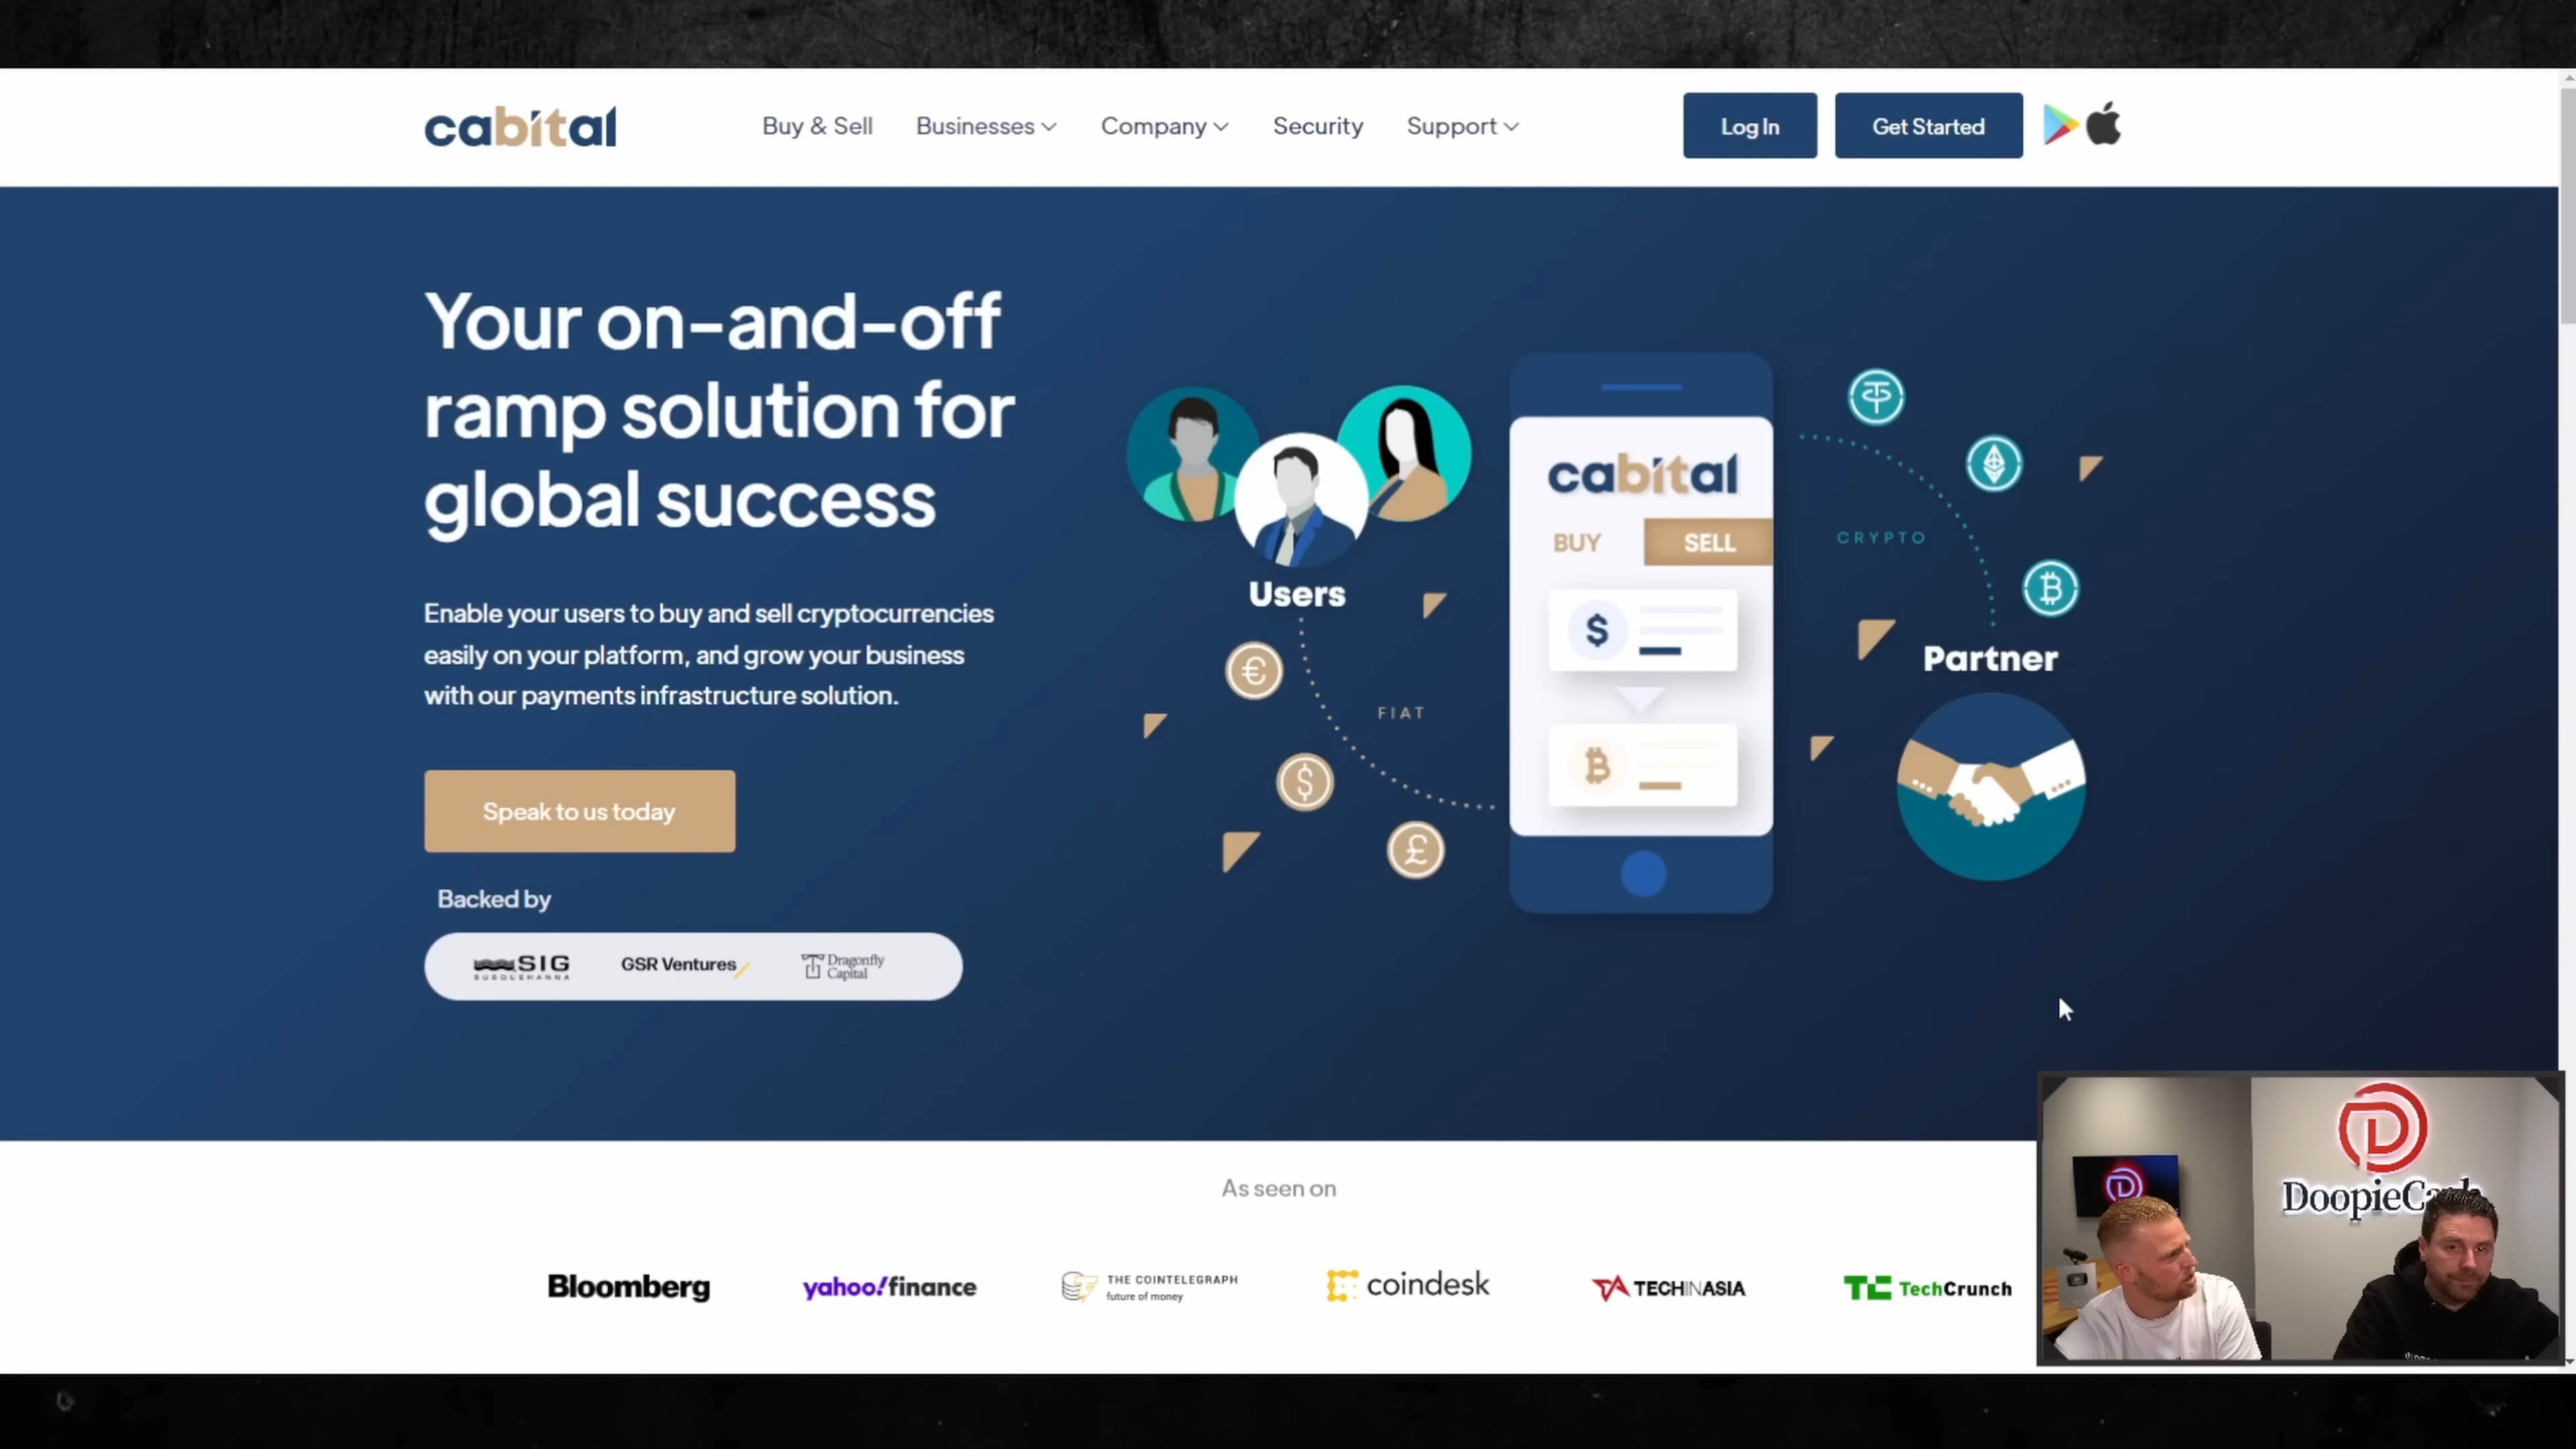 cabital
Buy & Sell
Businesses
Company
Security
Support
Log In
Get Started
Your on-and-off
ramp solution for
global success
Enable your users to buy and sell cryptocurrencies
easily on your platform, and grow your business
with our payments infrastructure solution.
Speak to us today
Backed by
SIG
SUSQUEHANNA
GSR Ventures
Dragonfly
Capital
Users
FIAT
cabital
BUY
SELL
CRYPTO
Partner
As seen on
Bloomberg
yahoo!finance
THE COINTELEGRAPH
future of money
coindesk
TECHINASIA
TC TechCrunch
DoopieCash